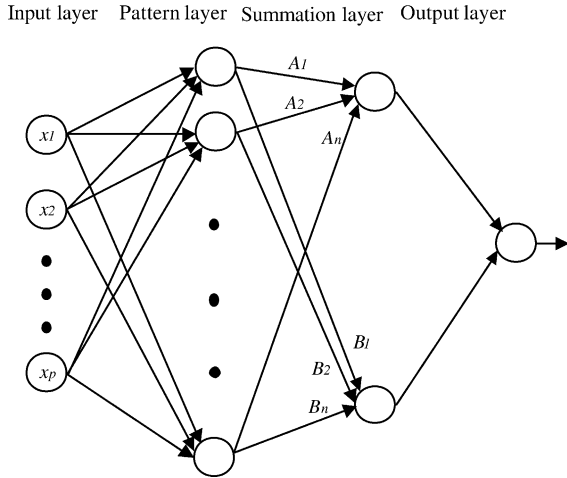 Input layer Pattern layer Summation layer Output layer
A1
A2
An
x1
x2
xp
B1
B2
Bn